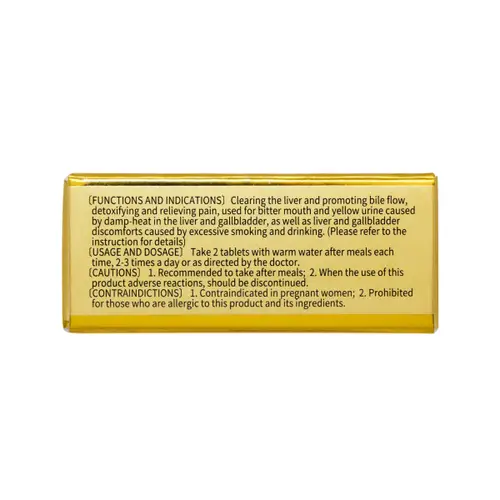 〔FUNCTIONS AND INDICATIONS〕 Clearing the liver and promoting bile flow,
detoxifying and relieving pain, used for bitter mouth and yellow urine caused
by damp-heat in the liver and gallbladder, as well as liver and gallbladder
discomforts caused by excessive smoking and drinking. (Please refer to the
instruction for details)
〔USAGE AND DOSAGE〕 Take 2 tablets with warm water after meals each
time, 2-3 times a day or as directed by the doctor.
〔CAUTIONS〕 1. Recommended to take after meals; 2. When the use of this
product adverse reactions, should be discontinued.
〔CONTRAINDICTIONS〕 1. Contraindicated in pregnant women; 2. Prohibited
for those who are allergic to this product and its ingredients.